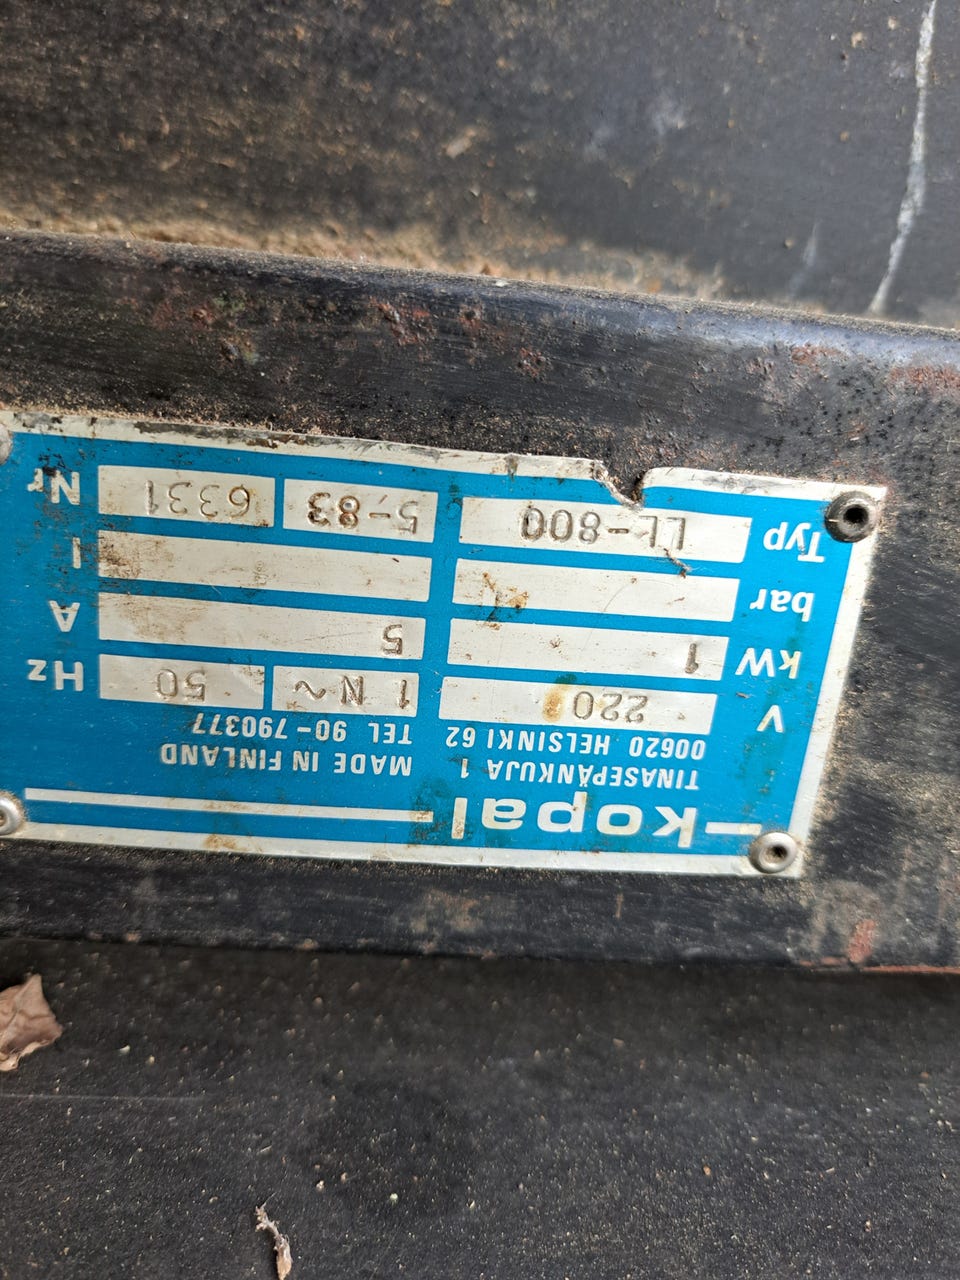 kopal
TINASEPÄNKUJA 1 MADE IN FINLAND
00620 HELSINKI 62 TEL 90-790377
V 220 1 N~ 50 Hz
kW 1 5 A
bar I
Typ LL-800 5-83 6331 Nr